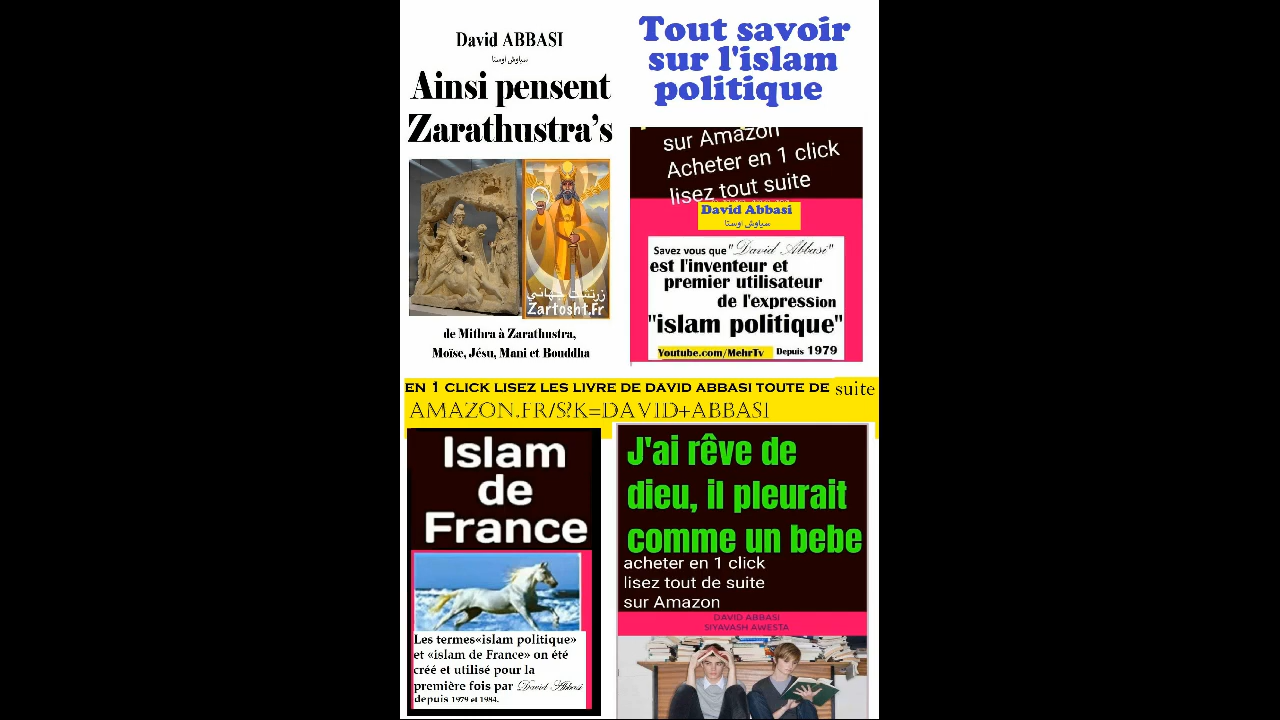 David ABBASI
سیاوش اوستا
Ainsi pensent
Zarathustra's
زرتشت جهاني
Zartosht.Fr
de Mithra à Zarathustra,
Moïse, Jésu, Mani et Bouddha
Tout savoir
sur l'islam
politique
sur Amazon
Acheter en 1 click
lisez tout suite
David Abbasi
سیاوش اوستا
Savez vous que "David Abbasi"
est l'inventeur et
premier utilisateur
de l'expression
"islam politique"
Youtube.com/MehrTv Depuis 1979
EN 1 CLICK LISEZ LES LIVRE DE DAVID ABBASI TOUTE DE suite
AMAZON.FR/S?K=DAVID+ABBASI
Islam
de
France
Les termes«islam politique»
et «islam de France» on été
créé et utilisé pour la
première fois par David Abbasi
depuis 1979 et 1984.
J'ai rêve de
dieu, il pleurait
comme un bebe
acheter en 1 click
lisez tout de suite
sur Amazon
DAVID ABBASI
SIYAVASH AWESTA